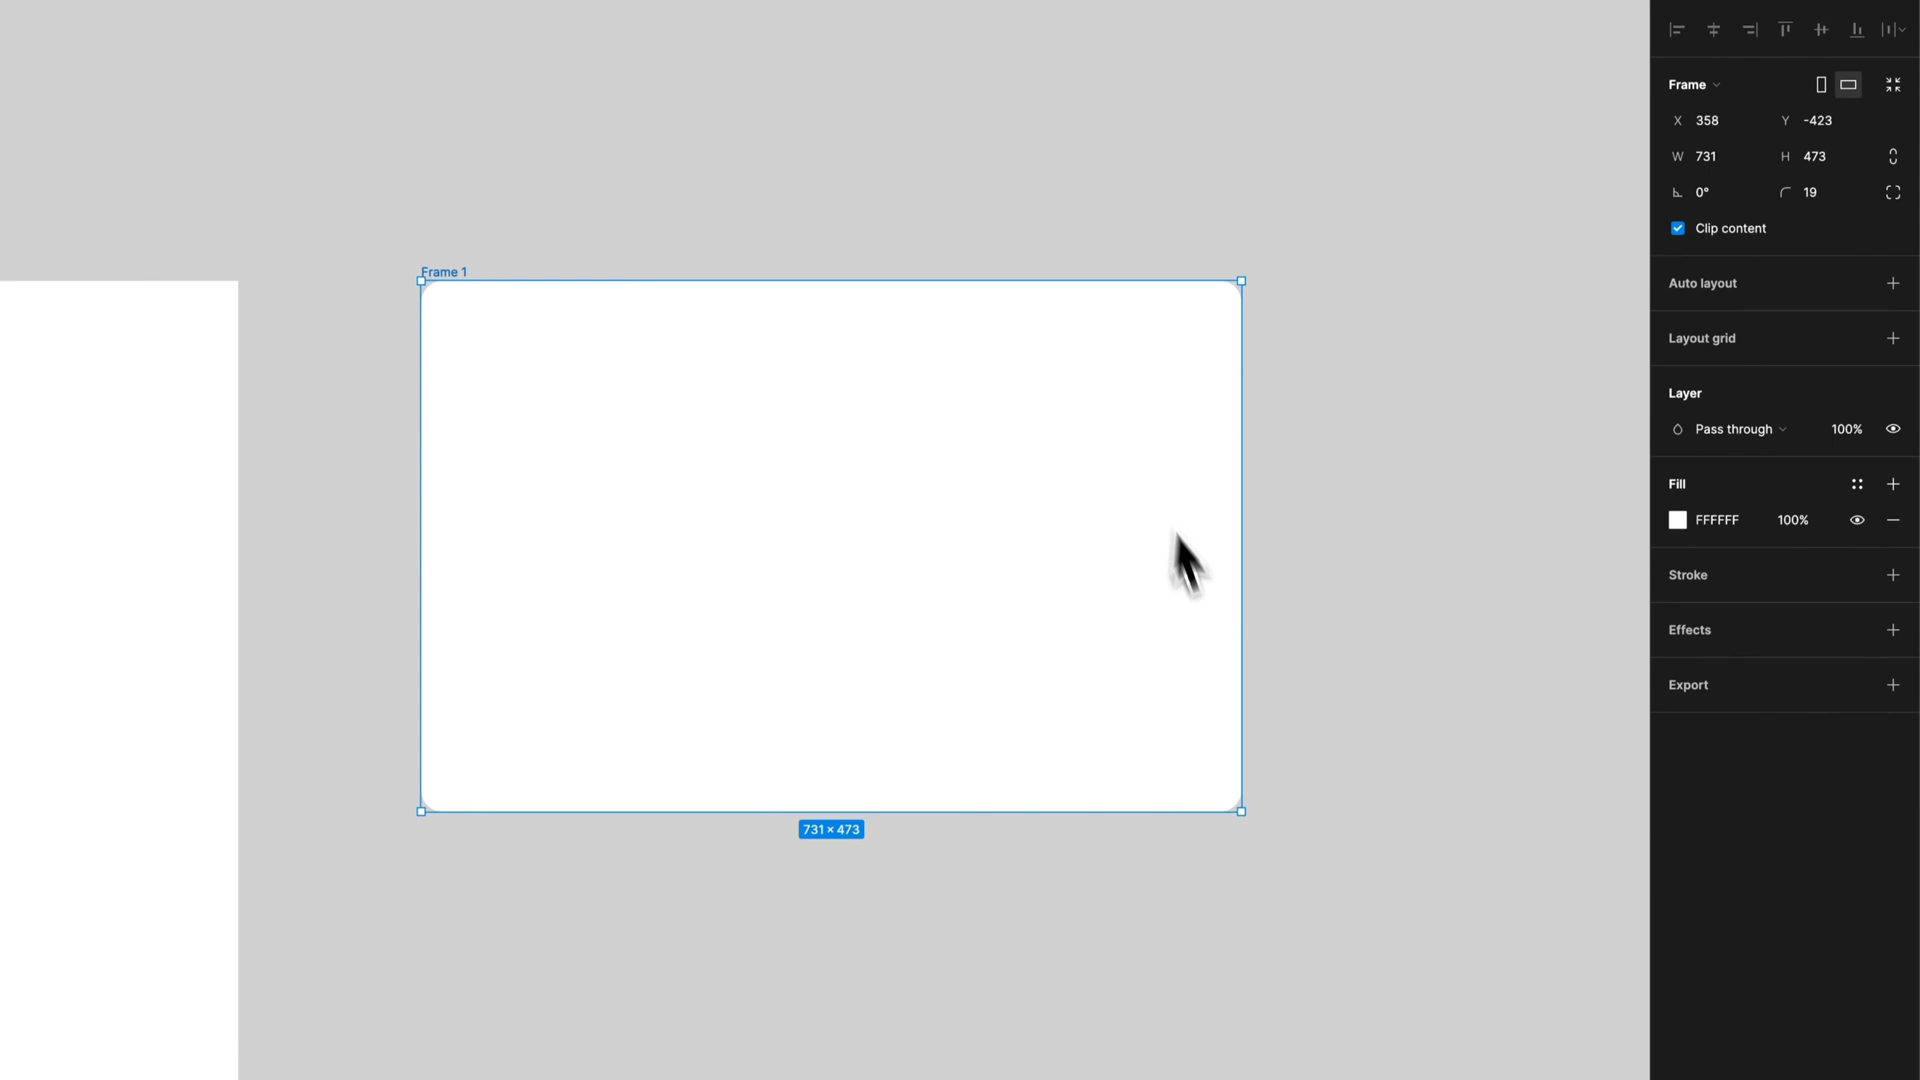 Frame
X 358 Y -423
W 731 H 473
0° 19
Clip content
Auto layout
Layout grid
Layer
Pass through 100%
Fill
FFFFFF 100%
Stroke
Effects
Export
Frame 1
731 × 473